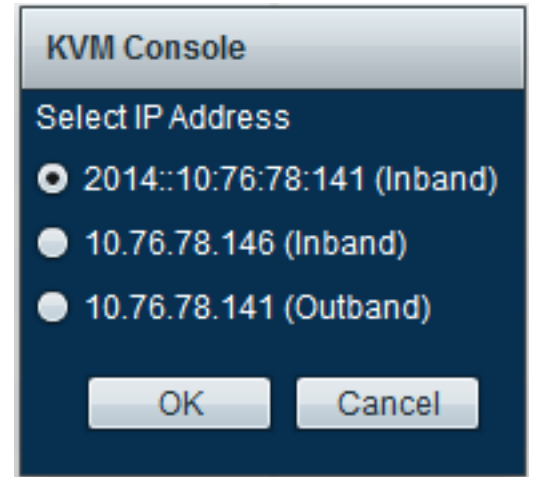 KVM Console
Select IP Address
2014::10:76:78:141 (Inband)
10.76.78.146 (Inband)
10.76.78.141 (Outband)
OK Cancel